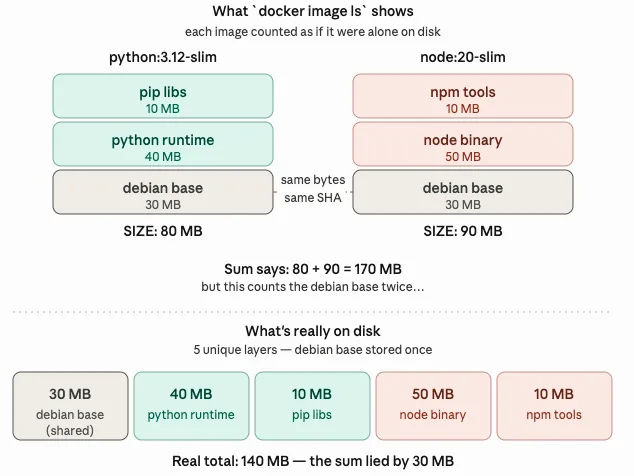 What `docker image ls` shows
each image counted as if it were alone on disk
python:3.12-slim
node:20-slim
pip libs
10 MB
npm tools
10 MB
python runtime
40 MB
node binary
50 MB
debian base
30 MB
same bytes
same SHA
debian base
30 MB
SIZE: 80 MB
SIZE: 90 MB
Sum says: 80 + 90 = 170 MB
but this counts the debian base twice...
What's really on disk
5 unique layers — debian base stored once
30 MB
debian base
(shared)
40 MB
python runtime
10 MB
pip libs
50 MB
node binary
10 MB
npm tools
Real total: 140 MB — the sum lied by 30 MB